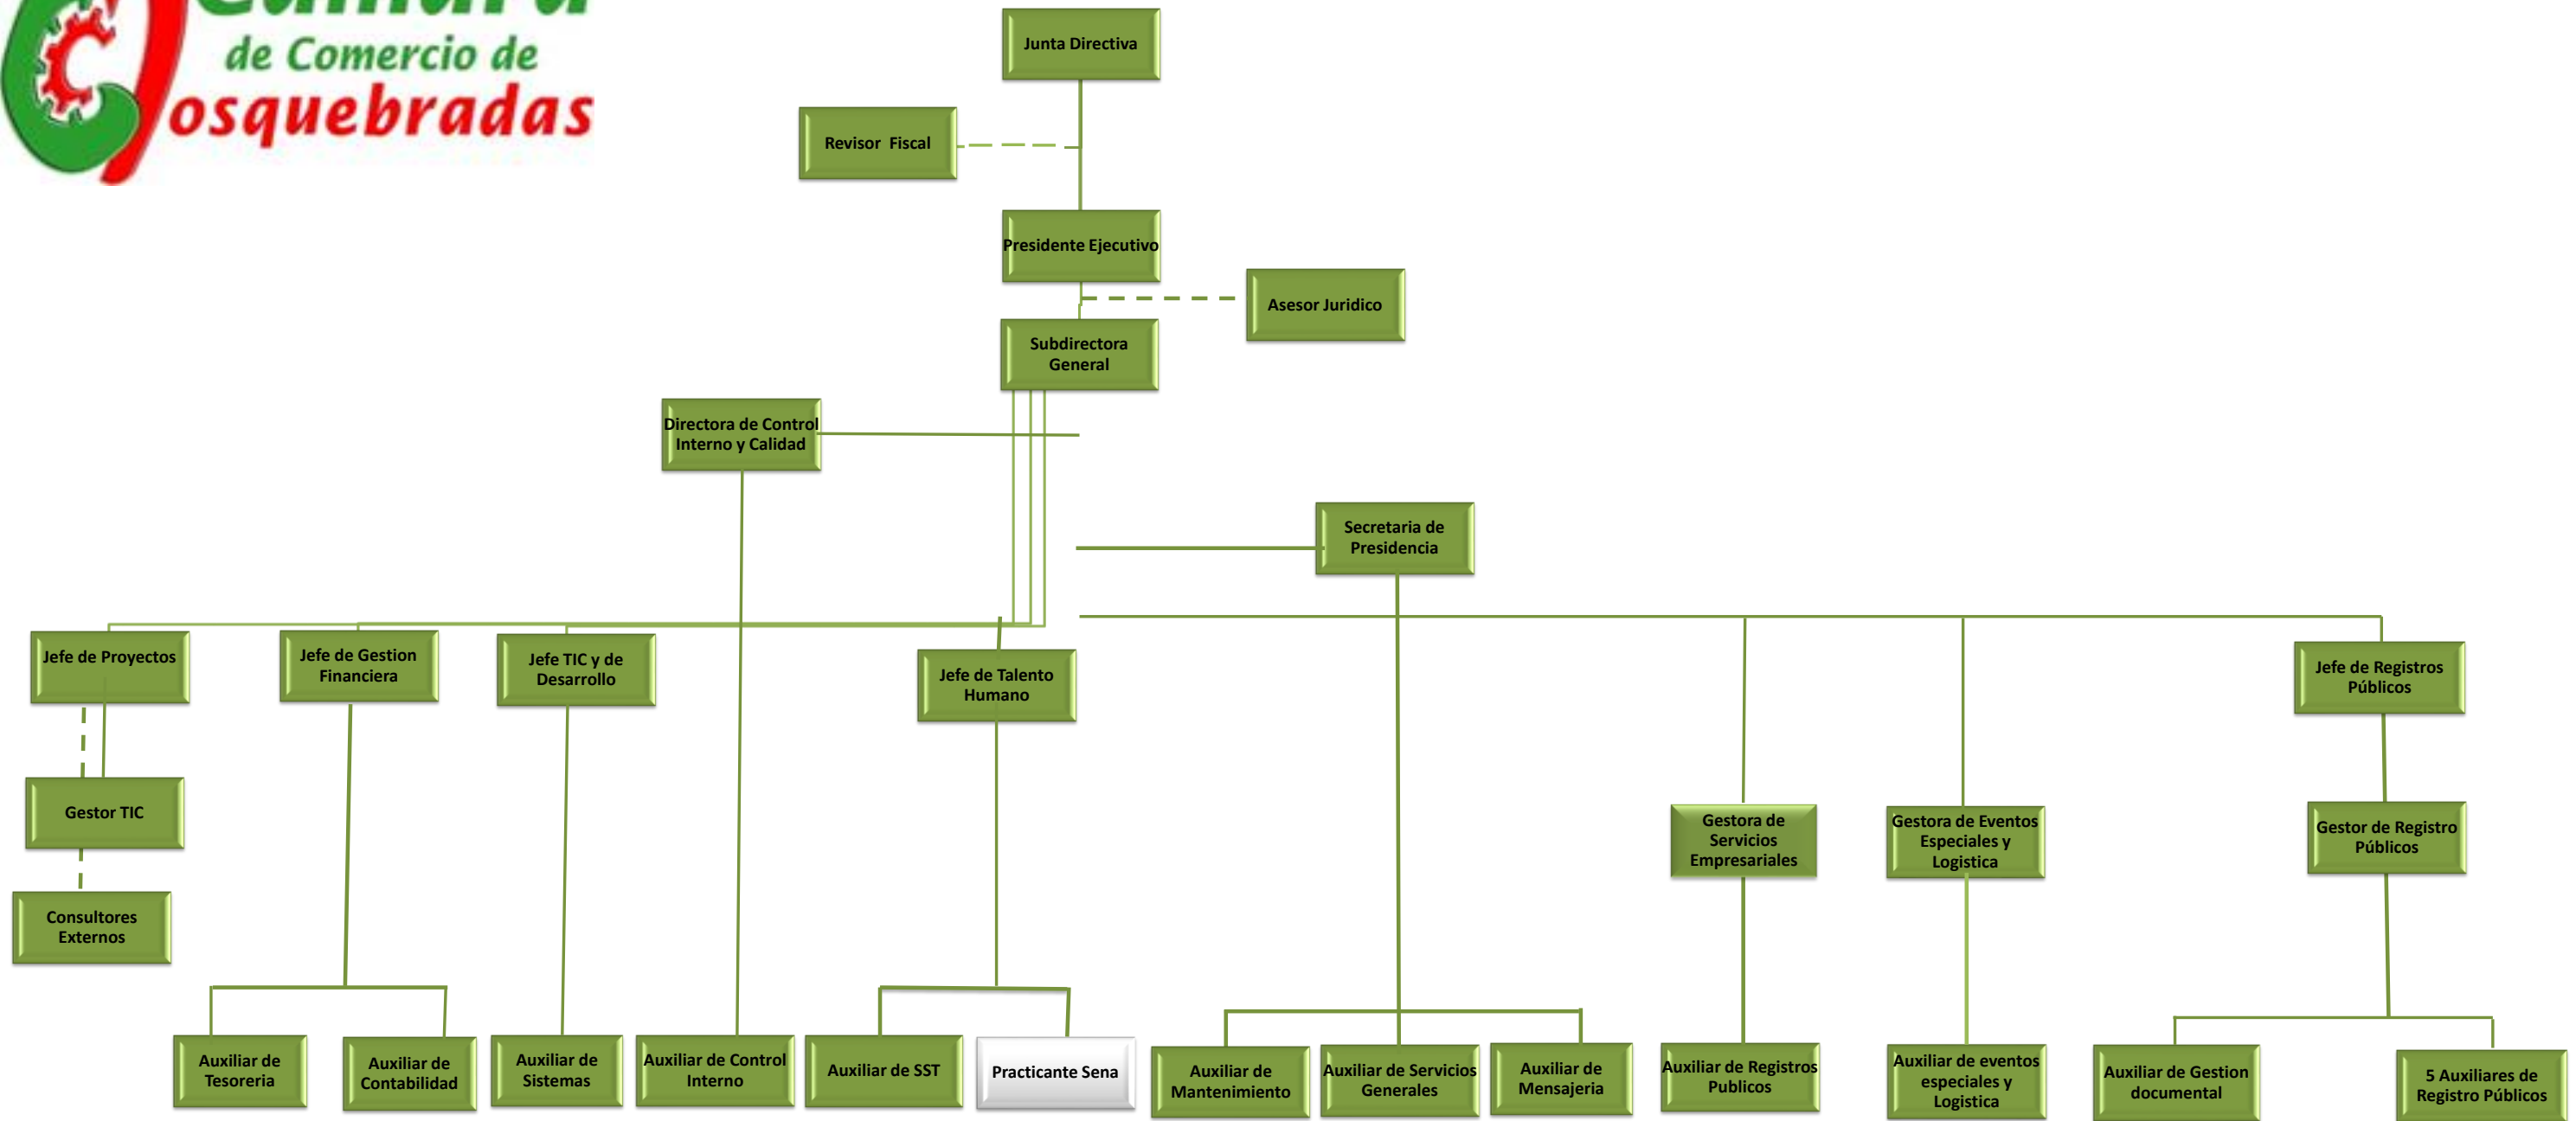 de Comercio de
osquebradas
Junta Directiva
Revisor Fiscal
Presidente Ejecutivo
Asesor Juridico
Subdirectora
General
Directora de Control
Interno y Calidad
Secretaria de
Presidencia
Jefe de Proyectos
Jefe de Gestion
Financiera
Jefe TIC y de
Desarrollo
Jefe de Talento
Humano
Jefe de Registros
Públicos
Gestor TIC
Gestora de
Servicios
Empresariales
Gestora de Eventos
Especiales y
Logistica
Gestor de Registro
Públicos
Consultores
Externos
Auxiliar de
Tesoreria
Auxiliar de
Contabilidad
Auxiliar de
Sistemas
Auxiliar de Control
Interno
Auxiliar de SST
Practicante Sena
Auxiliar de
Mantenimiento
Auxiliar de Servicios
Generales
Auxiliar de
Mensajeria
Auxiliar de Registros
Publicos
Auxiliar de eventos
especiales y
Logistica
Auxiliar de Gestion
documental
5 Auxiliares de
Registro Públicos